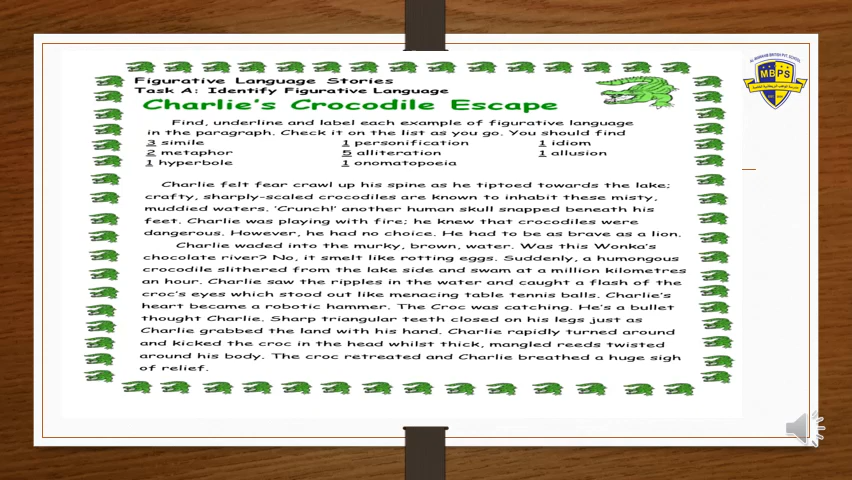 Figurative Language Stories
Task A: Identify Figurative Language
Charlie's Crocodile Escape
Find, underline and label each example of figurative language
in the paragraph. Check it on the list as you go. You should find
3 simile 1 personification 1 idiom
2 metaphor 5 alliteration 1 allusion
1 hyperbole 1 onomatopoeia
Charlie felt fear crawl up his spine as he tiptoed towards the lake;
crafty, sharply-scaled crocodiles are known to inhabit these misty,
muddied waters. 'Crunch!' another human skull snapped beneath his
feet. Charlie was playing with fire; he knew that crocodiles were
dangerous. However, he had no choice. He had to be as brave as a lion.
Charlie waded into the murky, brown, water. Was this Wonka's
chocolate river? No, it smelt like rotting eggs. Suddenly, a humongous
crocodile slithered from the lake side and swam at a million kilometres
an hour. Charlie saw the ripples in the water and caught a flash of the
croc's eyes which stood out like menacing table tennis balls. Charlie's
heart became a robotic hammer. The Croc was catching. He's a bullet
thought Charlie. Sharp triangular teeth closed on his legs just as
Charlie grabbed the land with his hand. Charlie rapidly turned around
and kicked the croc in the head whilst thick, mangled reeds twisted
around his body. The croc retreated and Charlie breathed a huge sigh
of relief.
MBPS